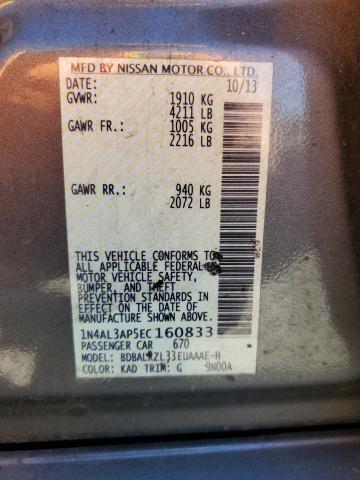 MFD BY NISSAN MOTOR CO., LTD.
DATE: 10/13
GVWR: 1910 KG
4211 LB
GAWR FR: 1005 KG
2216 LB
GAWR RR: 940 KG
2072 LB
THIS VEHICLE CONFORMS TO
ALL APPLICABLE FEDERAL
MOTOR VEHICLE SAFETY,
BUMPER, AND THEFT
PREVENTION STANDARDS IN
EFFECT ON THE DATE OF
MANUFACTURE SHOWN ABOVE.
1N4AL3AP5EC160833
PASSENGER CAR 670
MODEL:
COLOR: KAD TRIM: G 9N00A